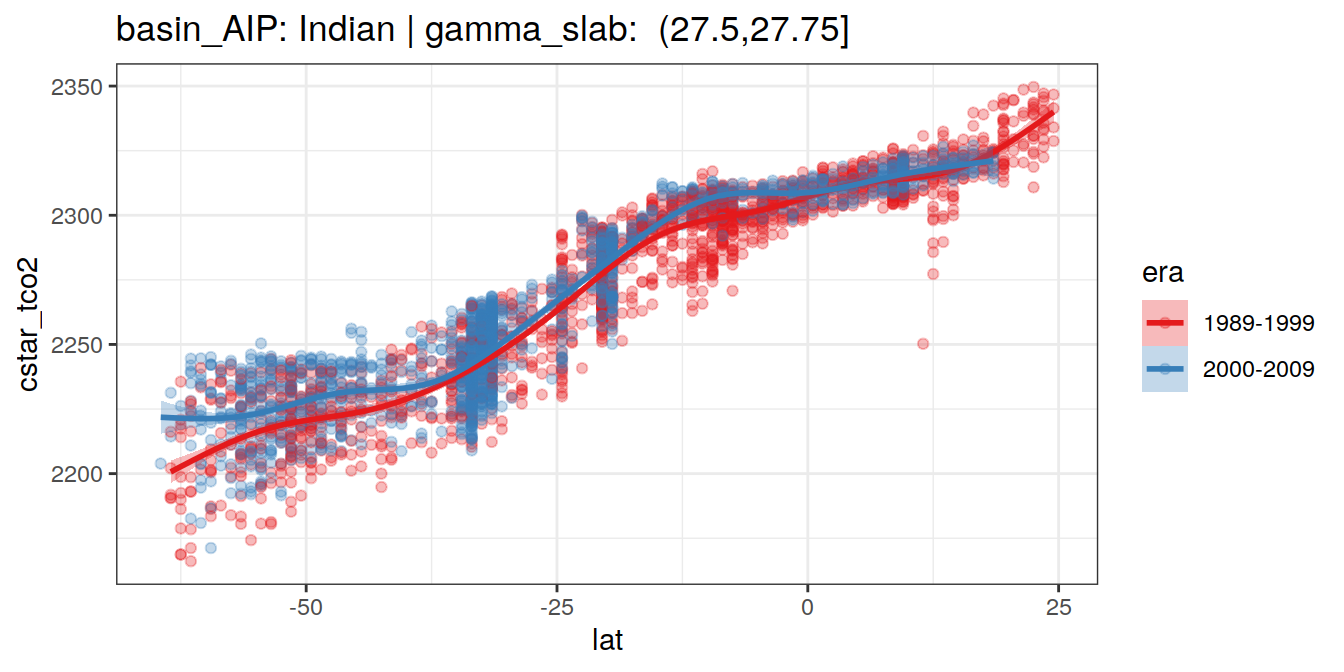 basin_AIP: Indian | gamma_slab:  (27.5,27.75]
2350
2300
2250
2200
cstar_tco2
-50
-25
0
25
lat
era
1989-1999
2000-2009